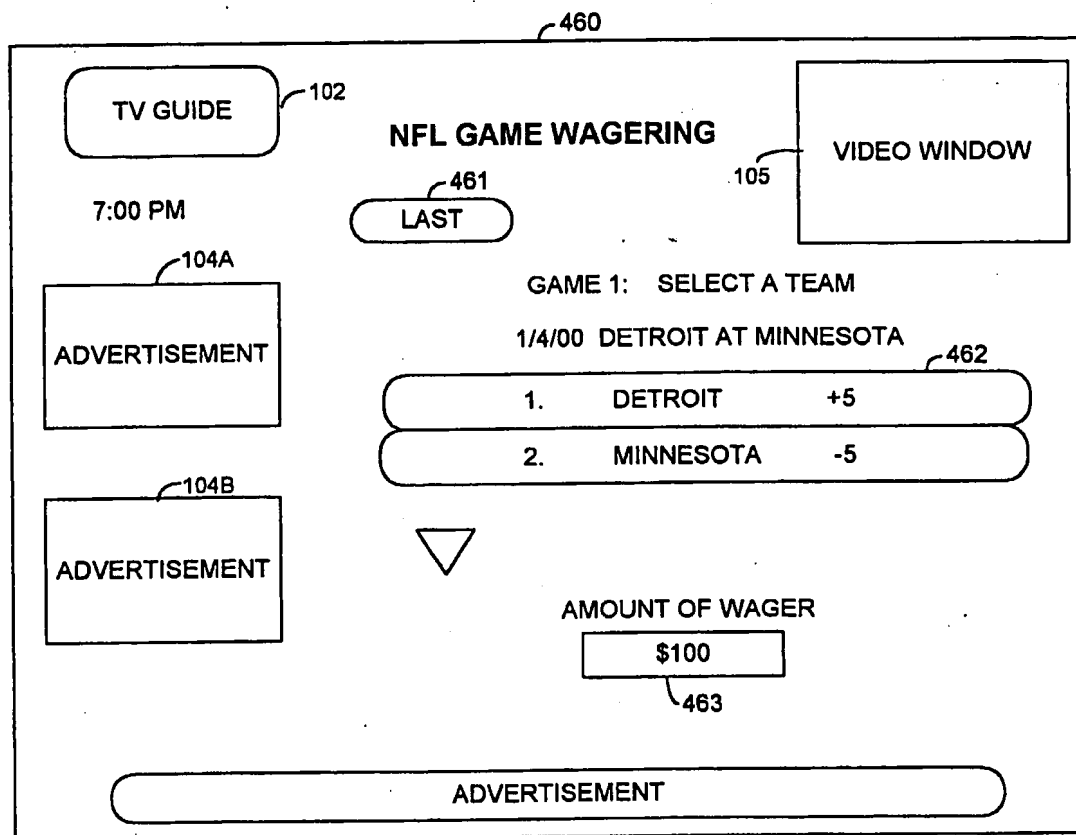 460
TV GUIDE
102
NFL GAME WAGERING
VIDEO WINDOW
105
461
LAST
7:00 PM
104A
ADVERTISEMENT
GAME 1: SELECT A TEAM
1/4/00 DETROIT AT MINNESOTA
462
1. DETROIT +5
2. MINNESOTA -5
104B
ADVERTISEMENT
AMOUNT OF WAGER
$100
463
ADVERTISEMENT